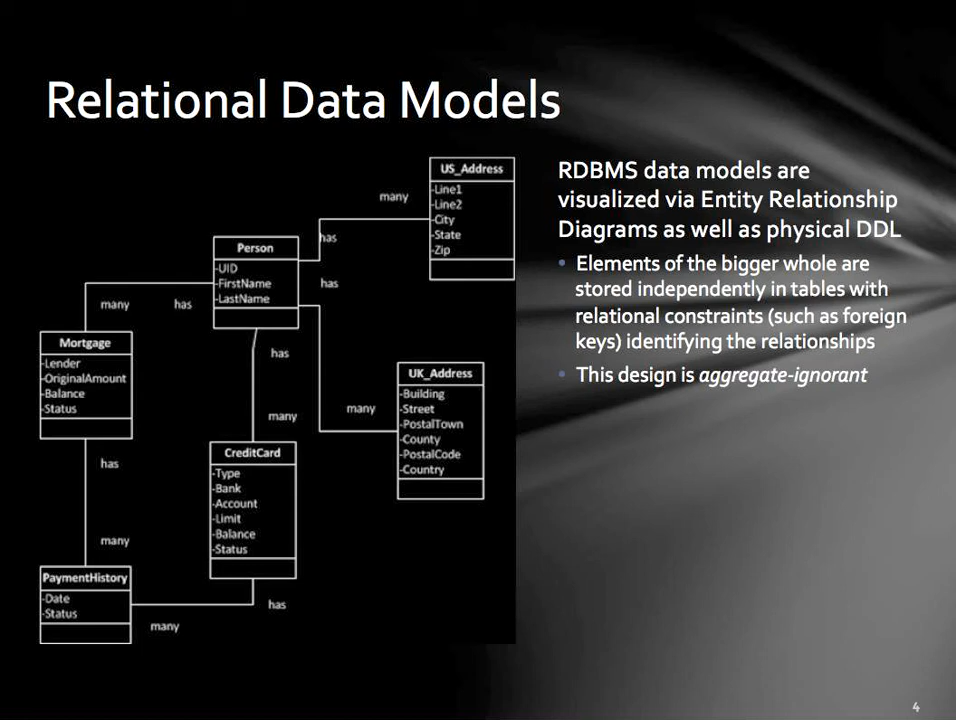 Relational Data Models
US_Address
-Line1
-Line2
-City
-State
-Zip
many
has
Person
-UID
-FirstName
-LastName
has
many
has
Mortgage
-Lender
-OriginalAmount
-Balance
-Status
has
many
UK_Address
-Building
-Street
-PostalTown
-County
-PostalCode
-Country
many
has
many
CreditCard
-Type
-Bank
-Account
-Limit
-Balance
-Status
has
many
PaymentHistory
-Date
-Status
has
many
RDBMS data models are
visualized via Entity Relationship
Diagrams as well as physical DDL
• Elements of the bigger whole are
stored independently in tables with
relational constraints (such as foreign
keys) identifying the relationships
• This design is aggregate-ignorant
4